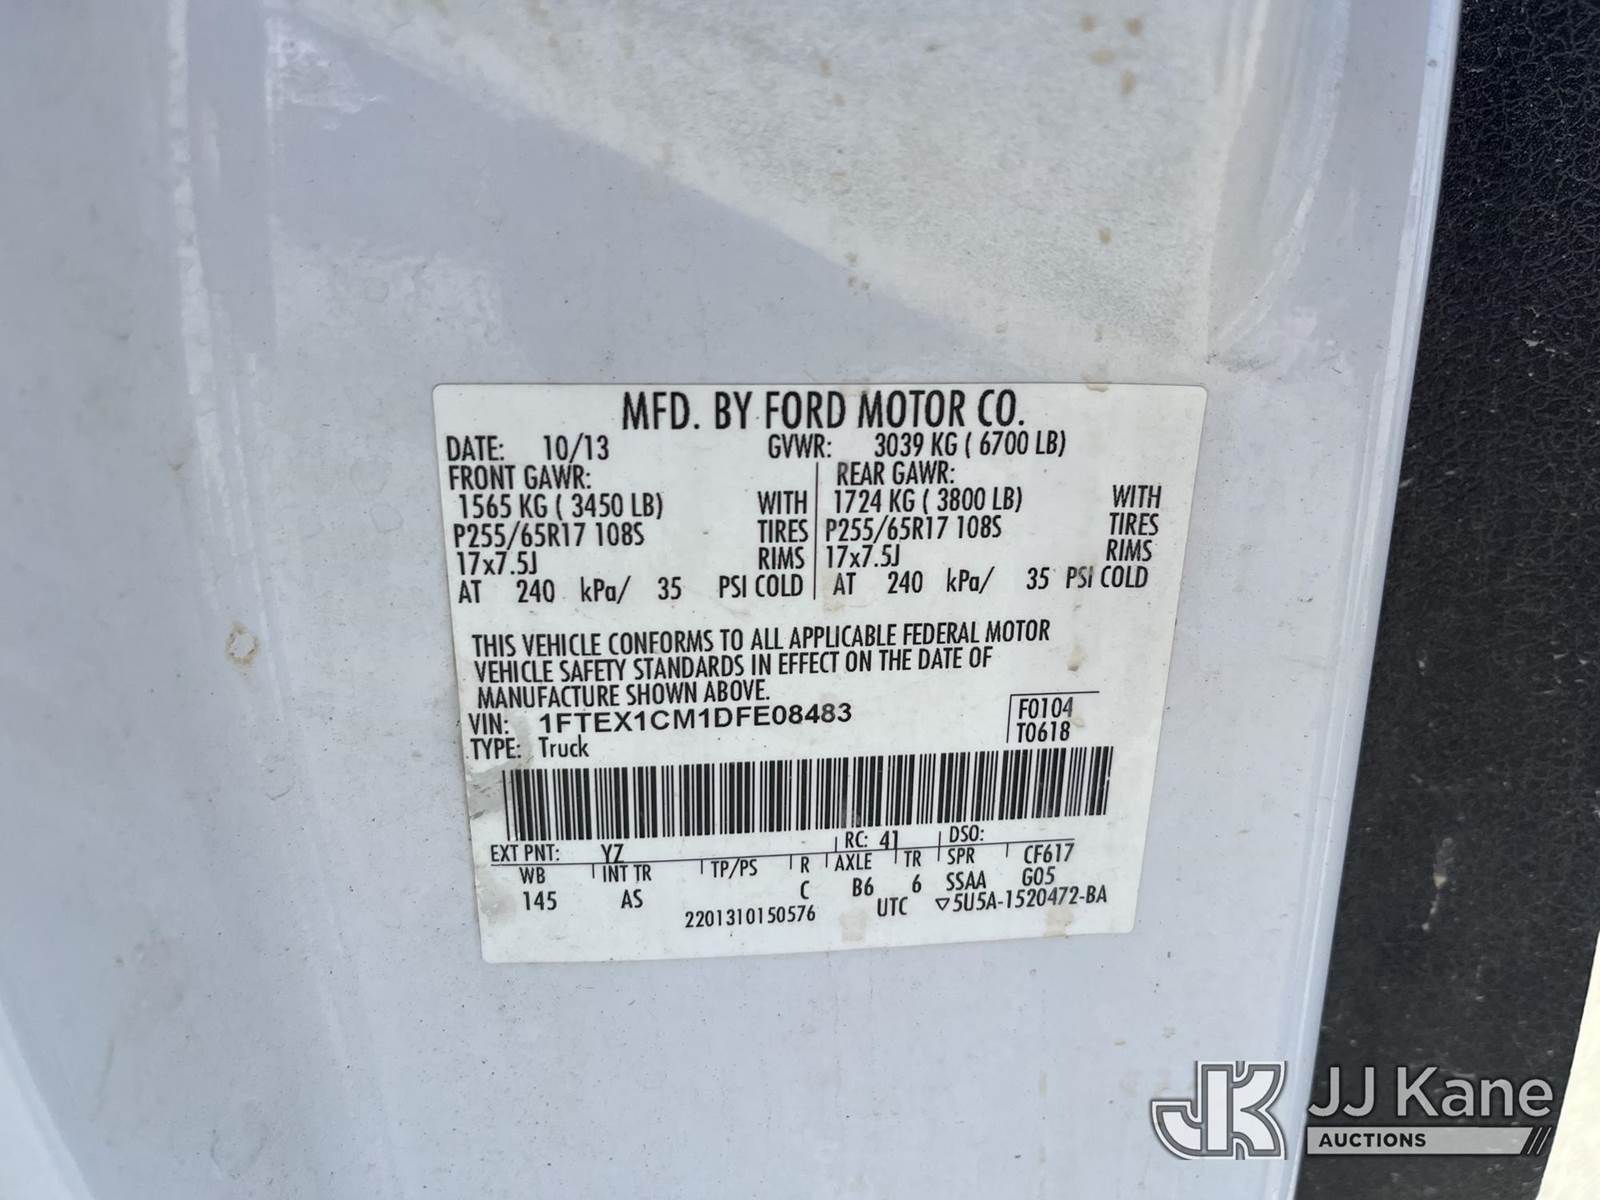 MFD. BY FORD MOTOR CO.
DATE: 10/13 GVWR: 3039 KG ( 6700 LB)
FRONT GAWR: REAR GAWR:
1565 KG ( 3450 LB) WITH 1724 KG ( 3800 LB) WITH
P255/65R17 108S TIRES P255/65R17 108S TIRES
17x7.5J RIMS 17x7.5J RIMS
AT 240 kPa/ 35 PSI COLD AT 240 kPa/ 35 PSI COLD
THIS VEHICLE CONFORMS TO ALL APPLICABLE FEDERAL MOTOR
VEHICLE SAFETY STANDARDS IN EFFECT ON THE DATE OF
MANUFACTURE SHOWN ABOVE.
VIN: 1FTEX1CM1DFE08483 F0104
TYPE: Truck T0618
RC: 41 DSO:
EXT PNT: YZ CF617
WB INT TR TP/PS R AXLE TR SPR G05
145 AS C B6 6 SSAA
2201310150576 UTC ▽5U5A-1520472-BA
JK JJ Kane
AUCTIONS